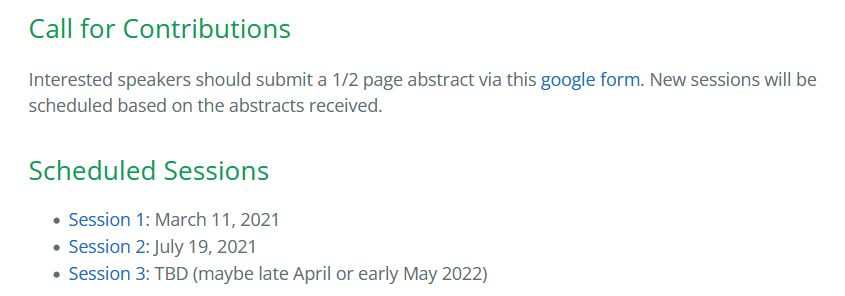 Call for Contributions
Interested speakers should submit a 1/2 page abstract via this google form. New sessions will be
scheduled based on the abstracts received.
Scheduled Sessions
• Session 1: March 11, 2021
• Session 2: July 19, 2021
• Session 3: TBD (maybe late April or early May 2022)